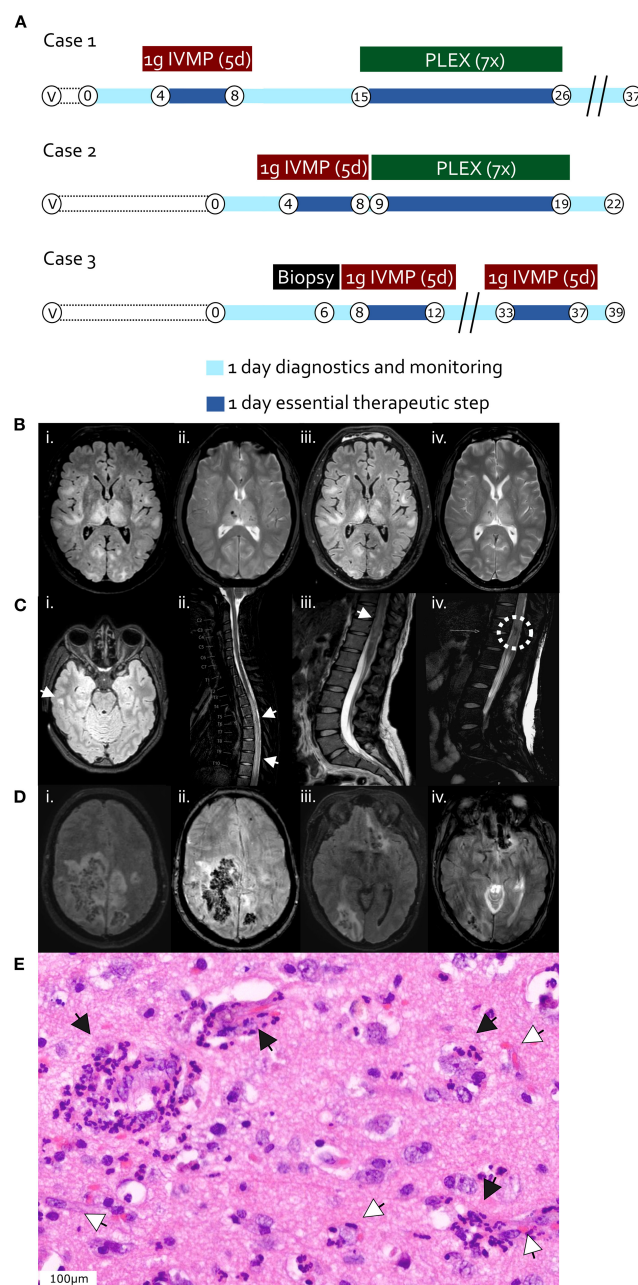 A
Case 1
1g IVMP (5d) PLEX (7x)
V 0 4 8 15 26 37
Case 2
1g IVMP (5d) PLEX (7x)
V 0 4 8 9 19 22
Case 3
Biopsy 1g IVMP (5d) 1g IVMP (5d)
V 0 6 8 12 33 37 39
1 day diagnostics and monitoring
1 day essential therapeutic step
B
i. ii. iii. iv.
C
i. ii. iii. iv.
D
i. ii. iii. iv.
E
100µm